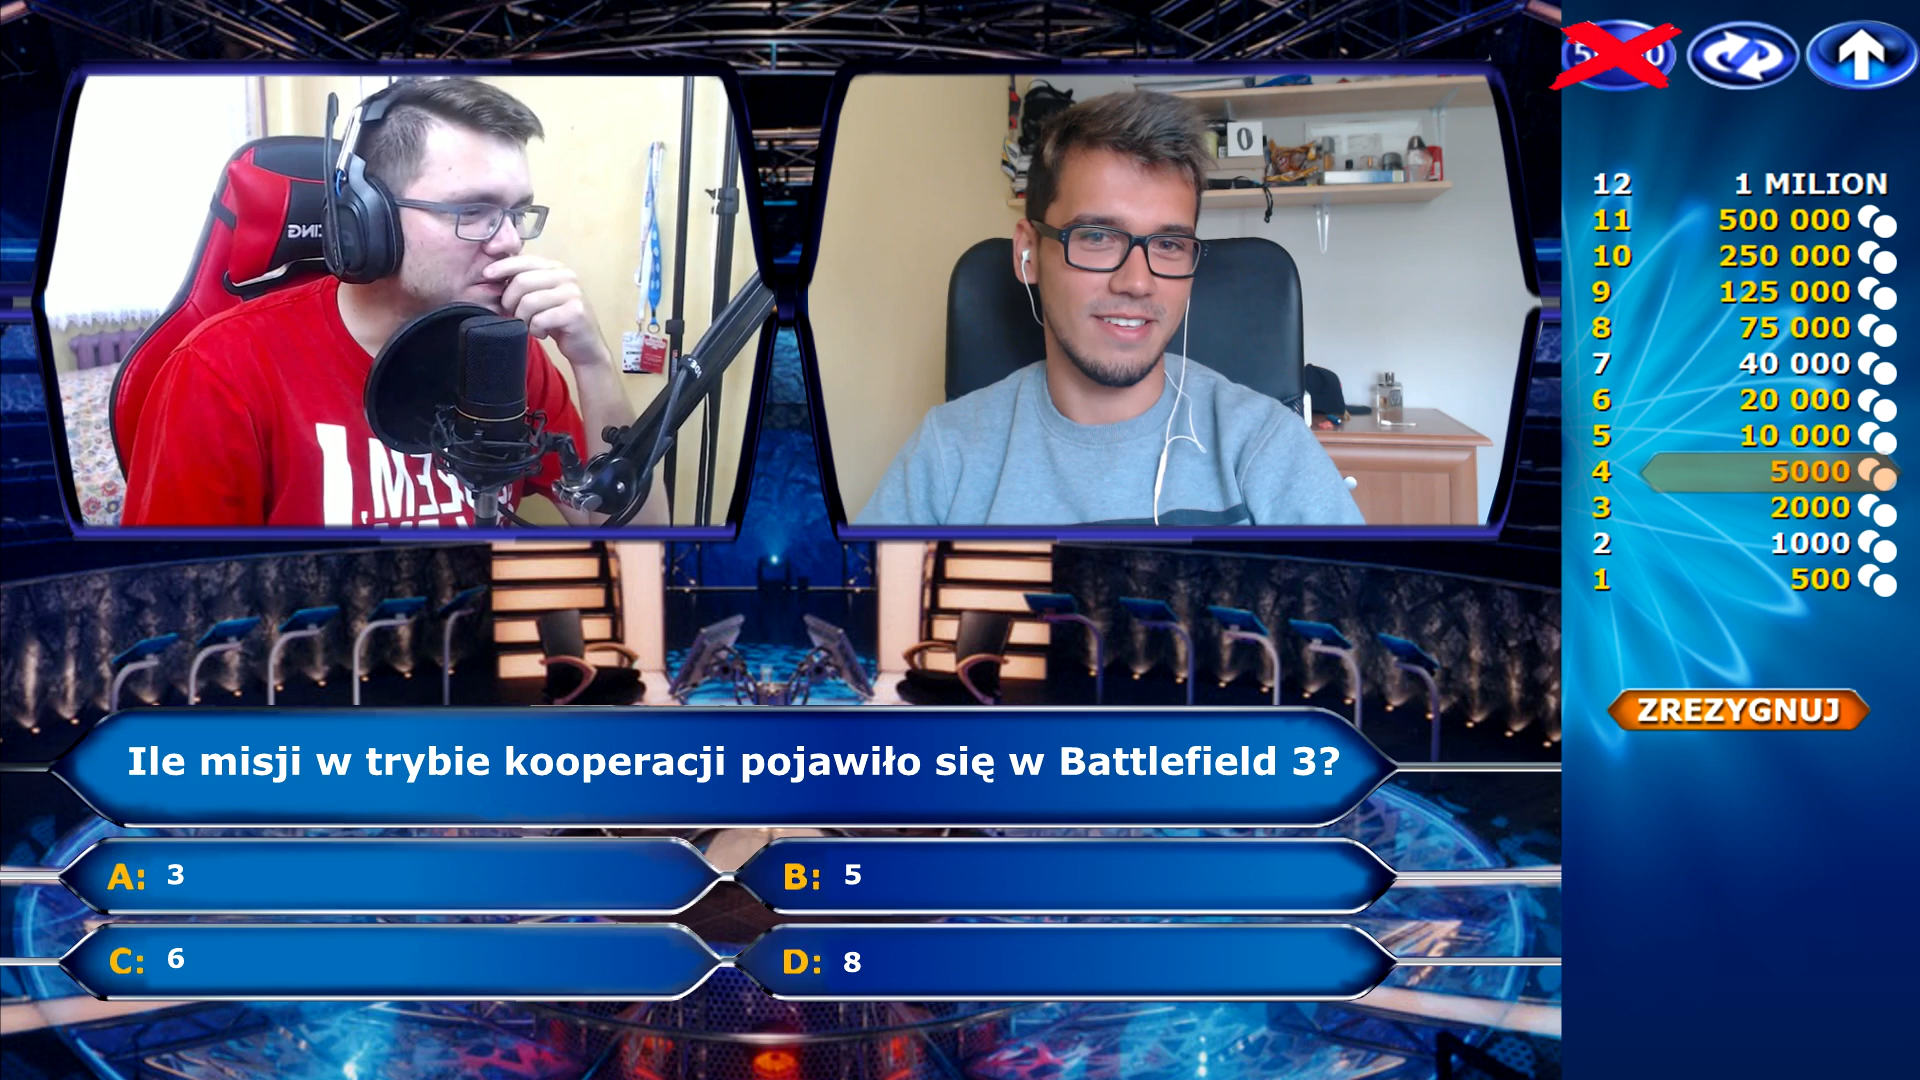 12 1 MILION
11 500 000
10 250 000
9 125 000
8 75 000
7 40 000
6 20 000
5 10 000
4 5000
3 2000
2 1000
1 500
ZREZYGNUJ
0
Ile misji w trybie kooperacji pojawiło się w Battlefield 3?
A: 3
B: 5
C: 6
D: 8